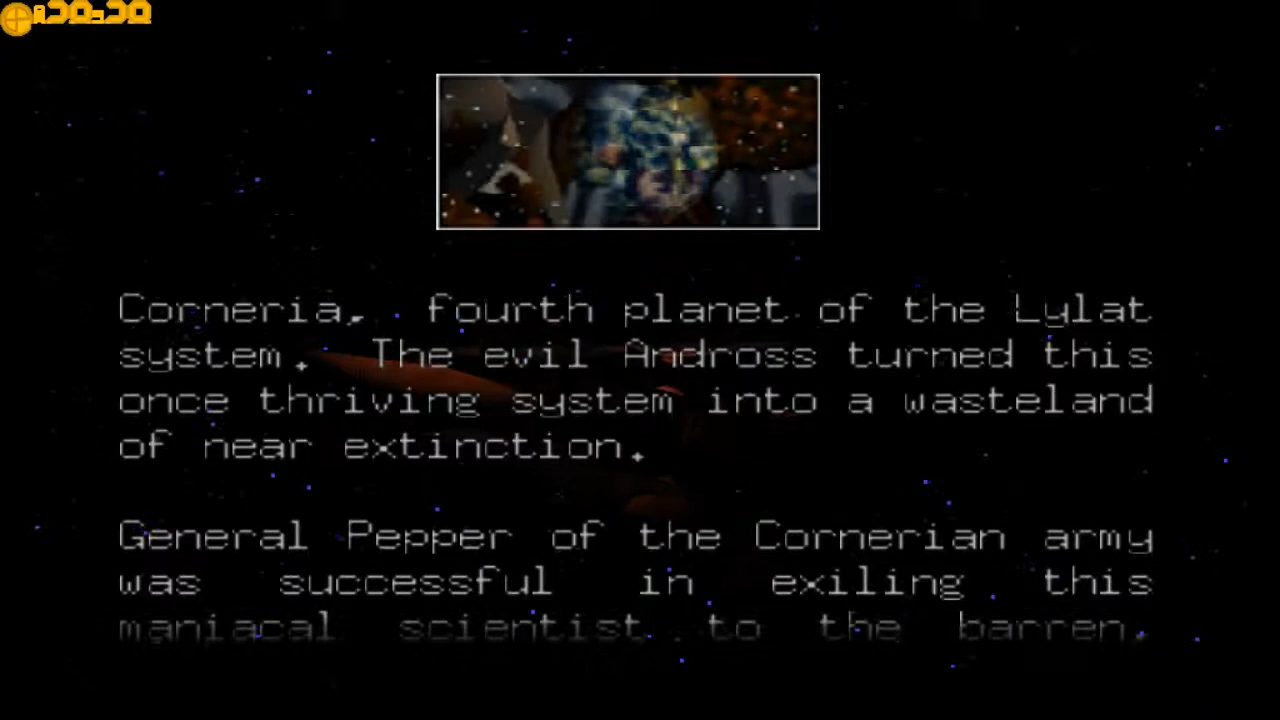 Corneria, fourth planet of the Lylat
system. The evil Andross turned this
once thriving system into a wasteland
of near extinction.
General Pepper of the Cornerian army
was successful in exiling this
maniacal scientist to the barren,